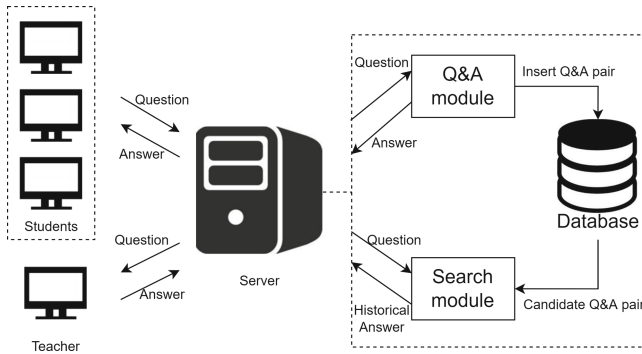 Students
Teacher
Question
Answer
Question
Answer
Server
Question
Answer
Q&A
module
Insert Q&A pair
Database
Question
Historical
Answer
Search
module
Candidate Q&A pair